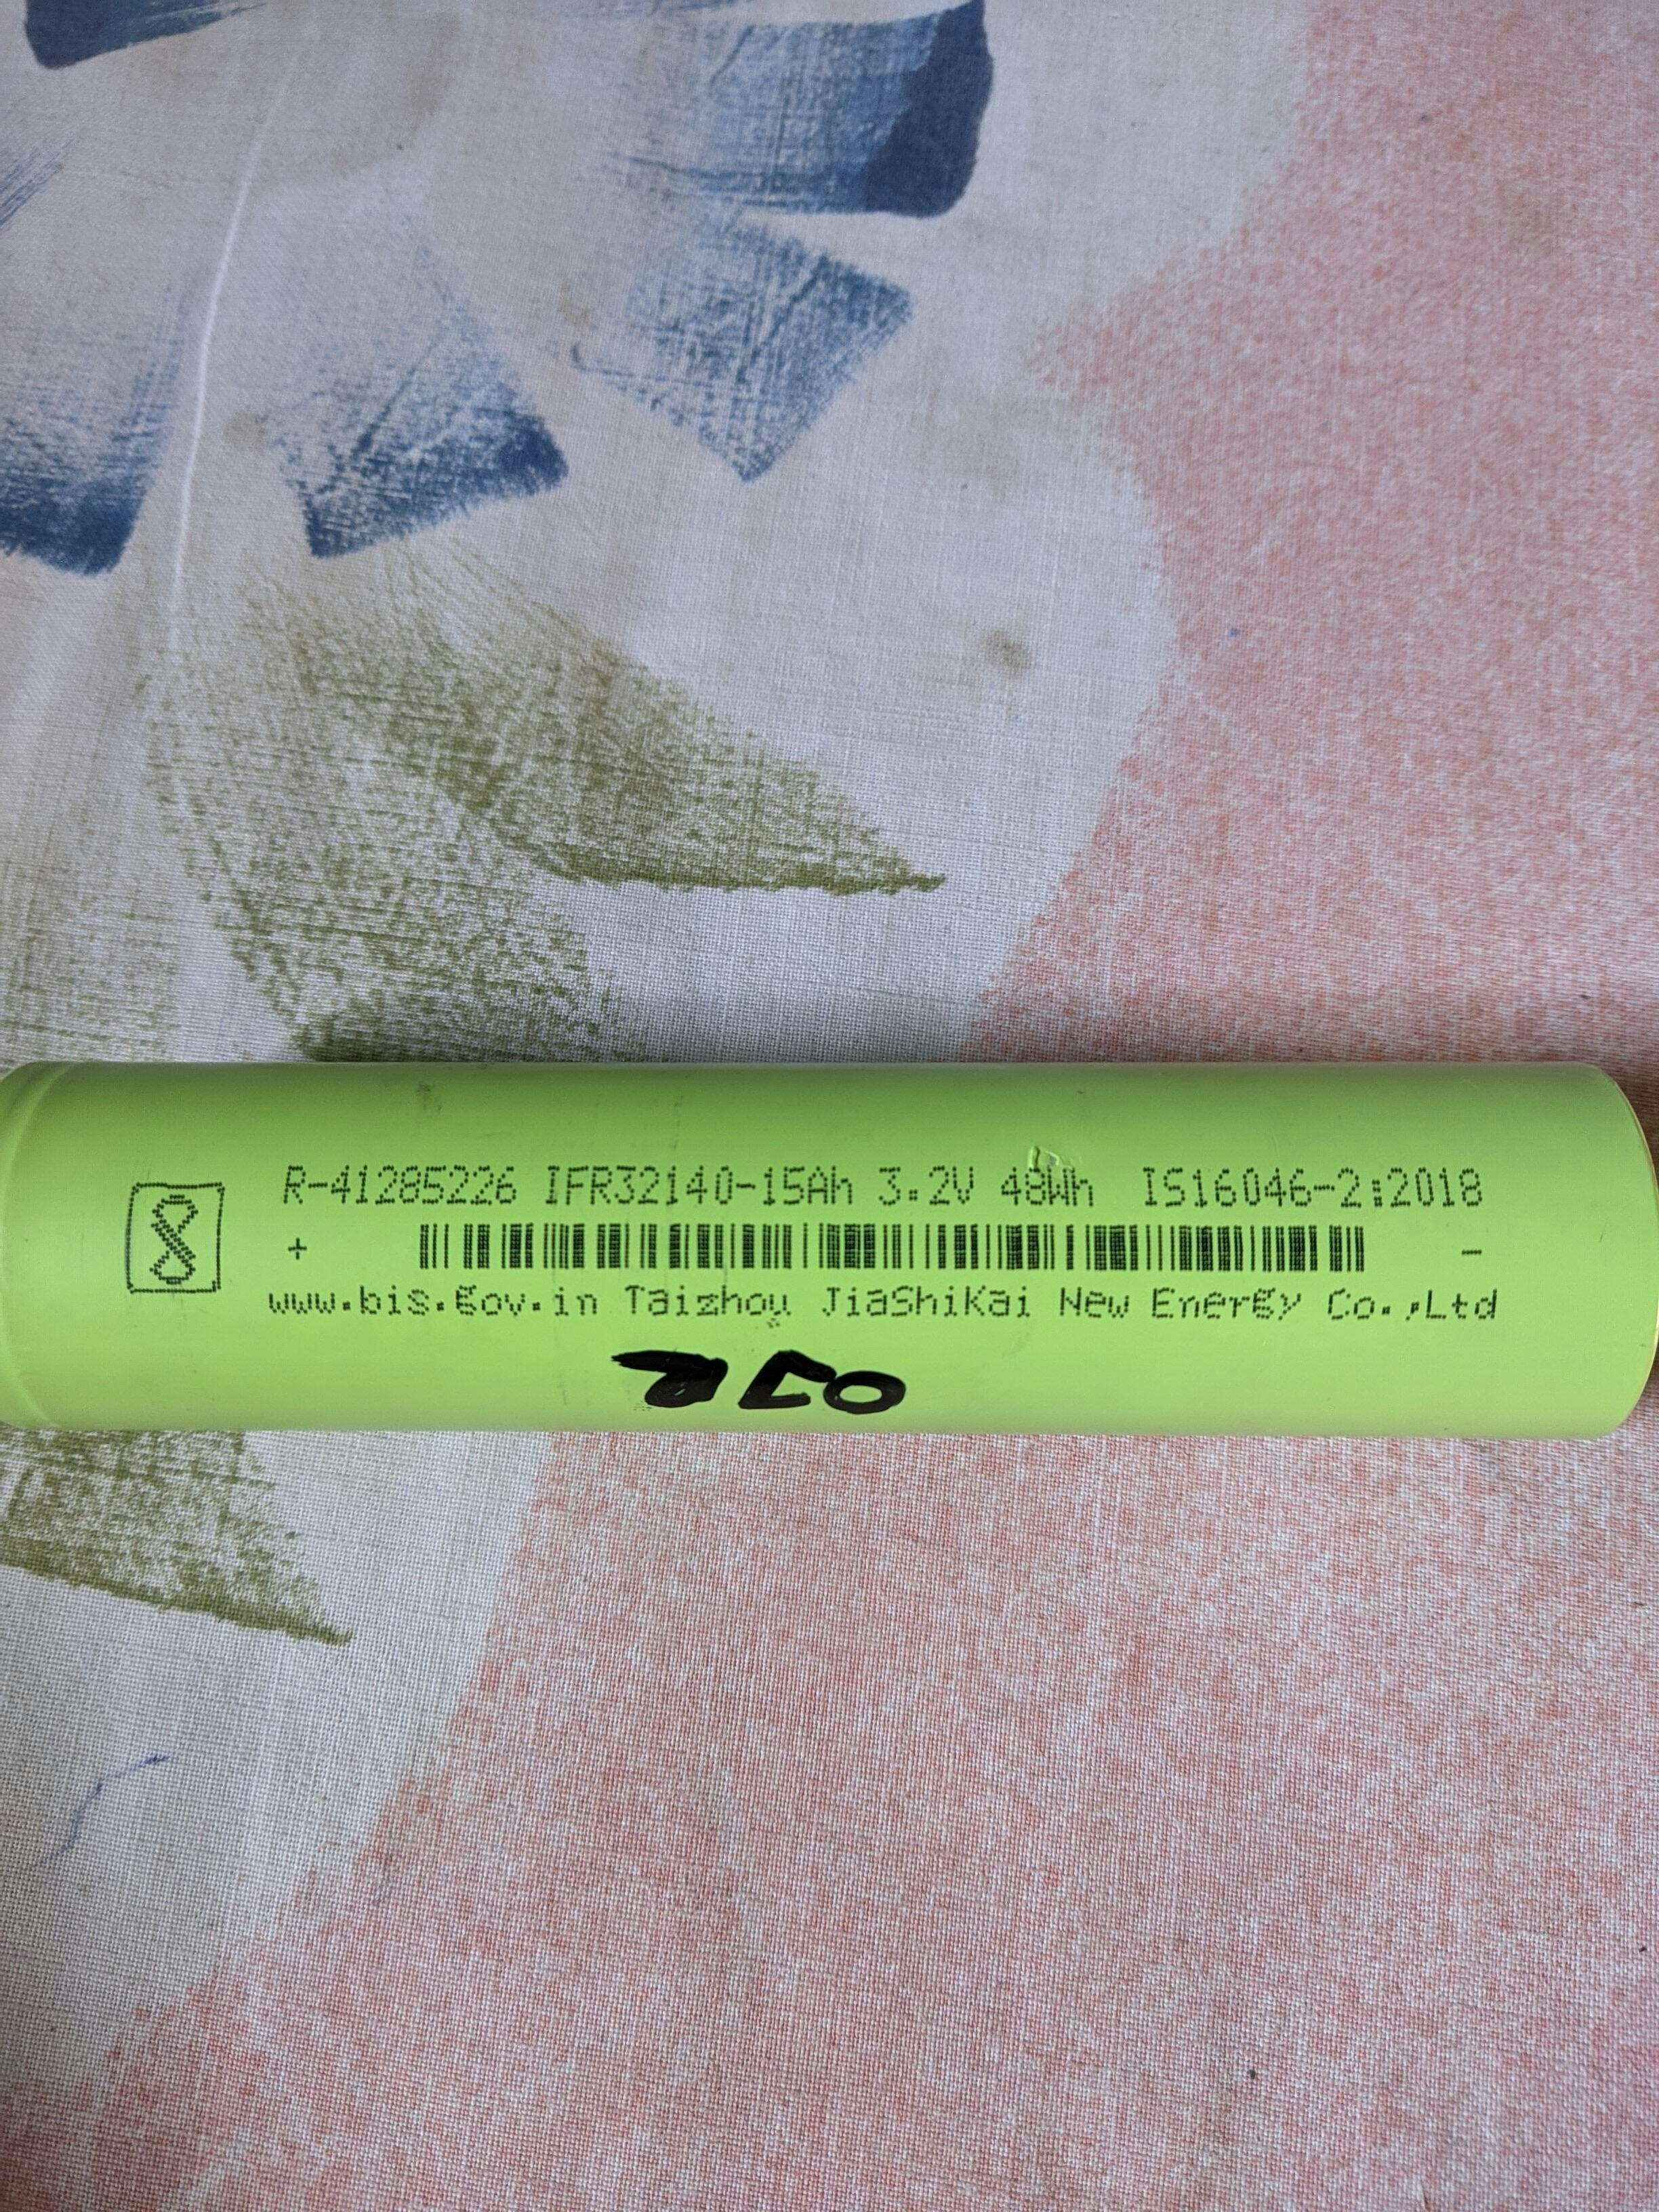 R-41285226 IFR32140-15Ah 3.2V 48Wh IS16046-2:2018
+ -
www.bis.gov.in Taizhou JiaShiKai New Energy Co.,Ltd